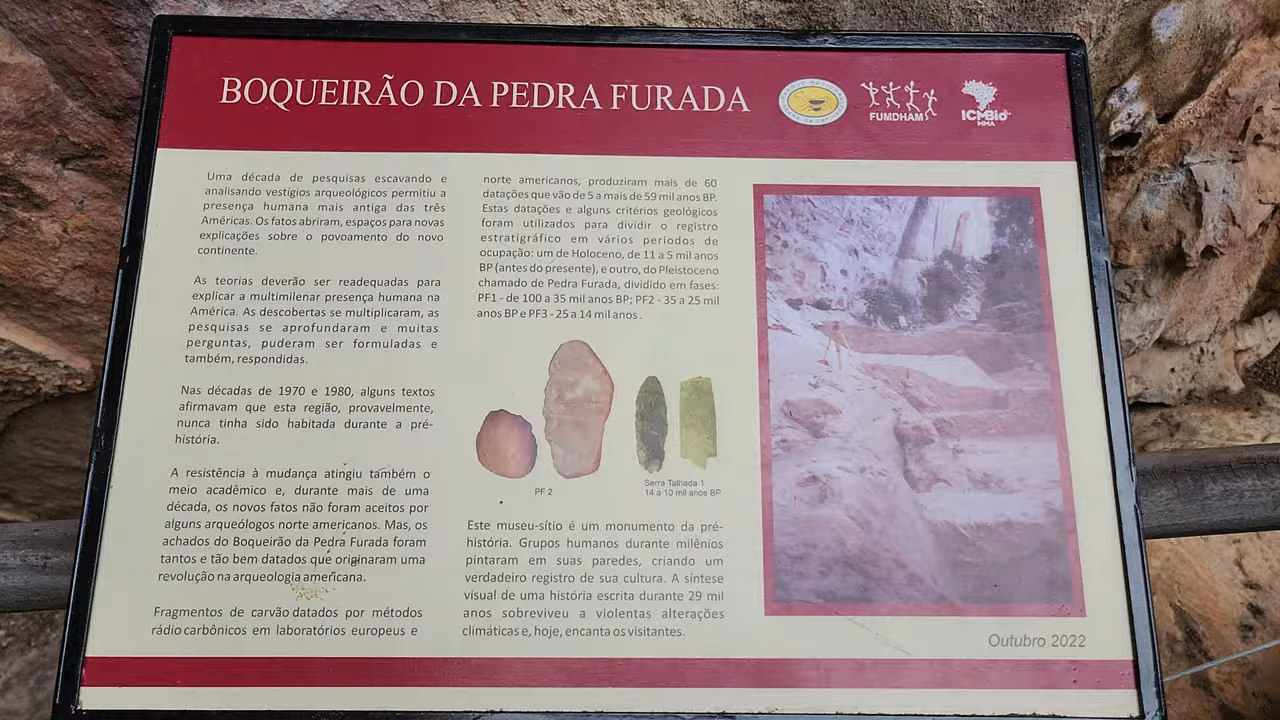 BOQUEIRÃO DA PEDRA FURADA
FUMDHAM
ICMBio
MMA
Uma década de pesquisas escavando e
analisando vestígios arqueológicos permitiu a
presença humana mais antiga das três
Américas. Os fatos abriram, espaços para novas
explicações sobre o povoamento do novo
continente.
As teorias deverão ser readequadas para
explicar a multimilenar presença humana na
América. As descobertas se multiplicaram, as
pesquisas se aprofundaram e muitas
perguntas, puderam ser formuladas e
também, respondidas.
Nas décadas de 1970 e 1980, alguns textos
afirmavam que esta região, provavelmente,
nunca tinha sido habitada durante a pré-
história.
A resistência à mudança atingiu também o
meio acadêmico e, durante mais de uma
década, os novos fatos não foram aceitos por
alguns arqueólogos norte americanos. Mas, os
achados do Boqueirão da Pedra Furada foram
tantos e tão bem datados que originaram uma
revolução na arqueologia americana.
Fragmentos de carvão datados por métodos
rádio carbônicos em laboratórios europeus e
norte americanos, produziram mais de 60
datações que vão de 5 a mais de 59 mil anos BP.
Estas datações e alguns critérios geológicos
foram utilizados para dividir o registro
estratigráfico em vários períodos de
ocupação: um de Holoceno, de 11 a 5 mil anos
BP (antes do presente), e outro, do Pleistoceno
chamado de Pedra Furada, dividido em fases:
PF1 - de 100 a 35 mil anos BP; PF2 - 35 a 25 mil
anos BP e PF3 - 25 a 14 mil anos .
PF 2
Serra Talhada 1
14 a 10 mil anos BP
Este museu-sítio é um monumento da pré-
história. Grupos humanos durante milênios
pintaram em suas paredes, criando um
verdadeiro registro de sua cultura. A síntese
visual de uma história escrita durante 29 mil
anos sobreviveu a violentas alterações
climáticas e, hoje, encanta os visitantes.
Outubro 2022